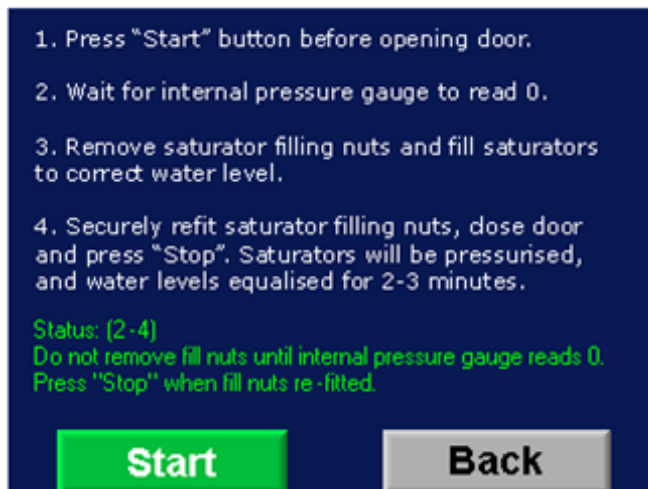 1. Press "Start" button before opening door.
2. Wait for internal pressure gauge to read 0.
3. Remove saturator filling nuts and fill saturators
to correct water level.
4. Securely refit saturator filling nuts, close door
and press "Stop". Saturators will be pressurised,
and water levels equalised for 2-3 minutes.
Status: (2-4)
Do not remove fill nuts until internal pressure gauge reads 0.
Press "Stop" when fill nuts re-fitted.
Start
Back